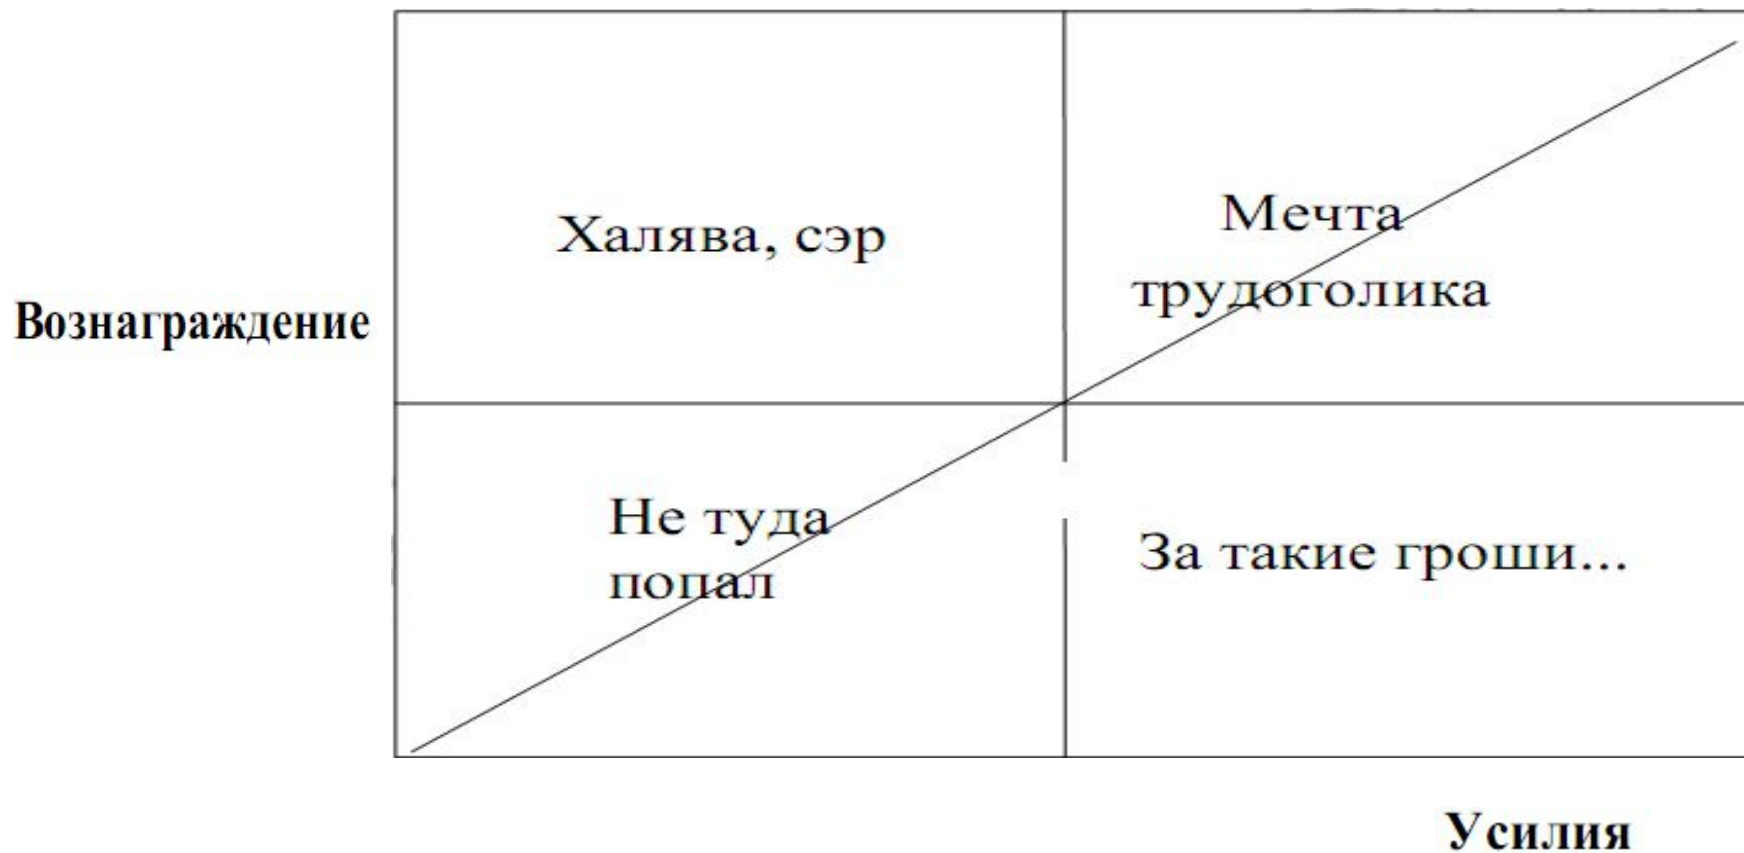 Халява, сэр
Мечта
трудоголика
Вознаграждение
Не туда
попал
За такие гроши...
Усилия